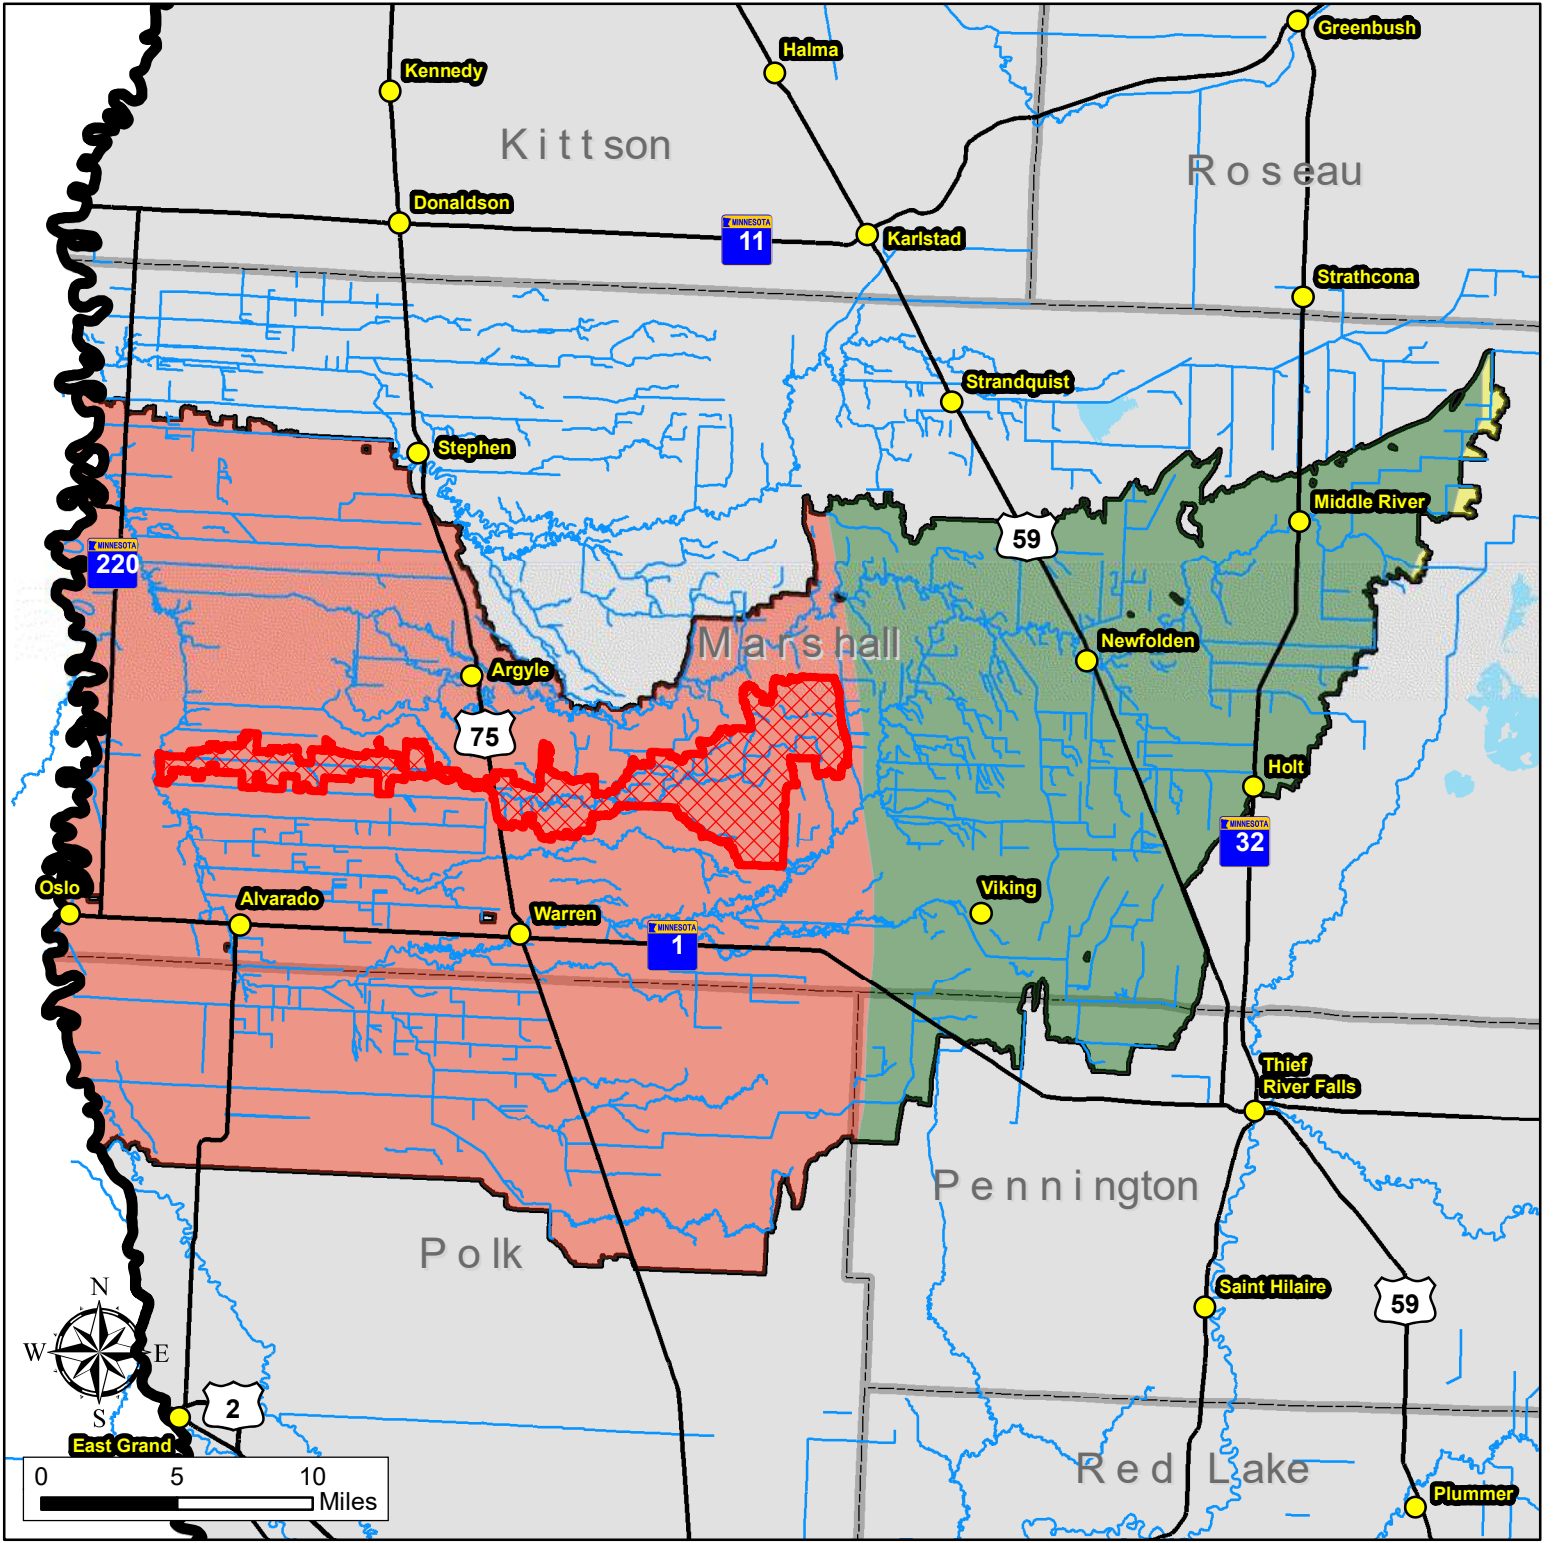 Greenbush
Halma
Kennedy
Kittson
Roseau
Donaldson
MINNESOTA
11
Karlstad
Strathcona
Strandquist
Stephen
Middle River
59
MINNESOTA
220
Marshall
Newfolden
Argyle
75
Holt
MINNESOTA
32
Oslo
Alvarado
Viking
Warren
MINNESOTA
1
Thief
River Falls
Pennington
Polk
N
W
E
S
Saint Hilaire
59
2
East Grand
Red Lake
0 5 10
Miles
Plummer